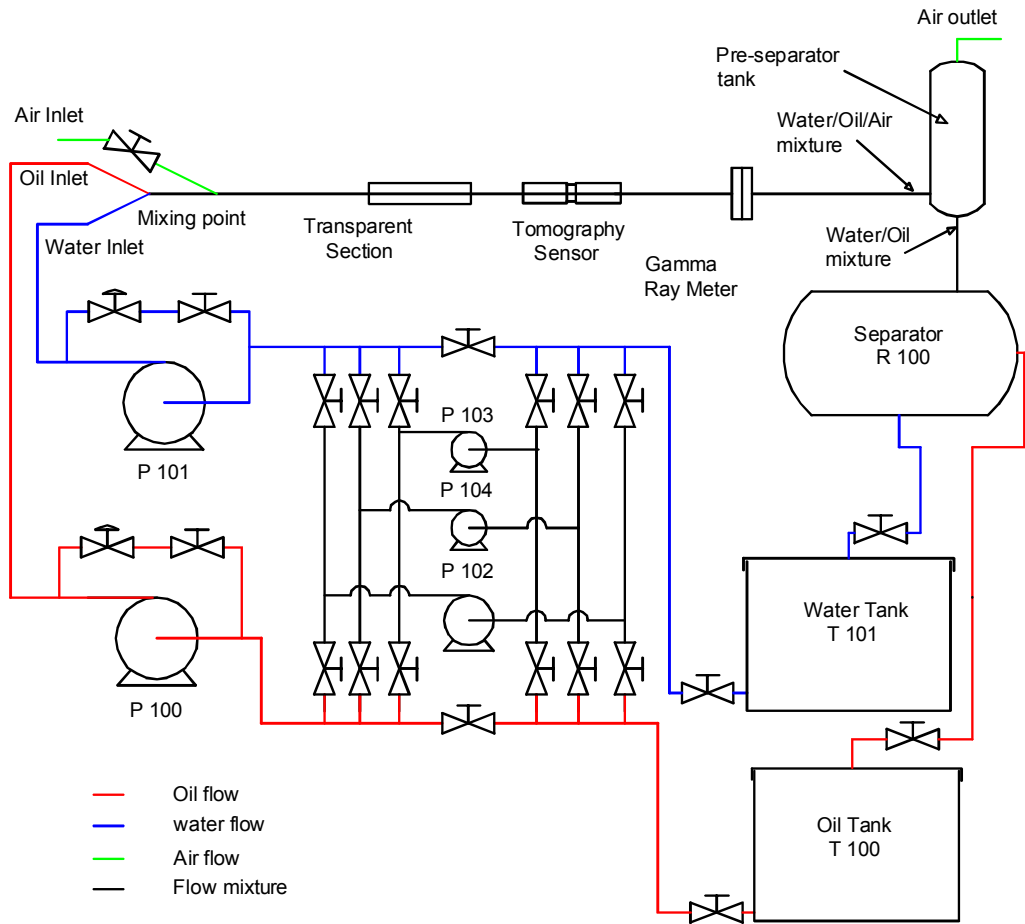 Air outlet
Pre-separator
tank
Air Inlet
Water/Oil/Air
mixture
Oil Inlet
Mixing point
Transparent
Section
Tomography
Sensor
Water/Oil
mixture
Water Inlet
Gamma
Ray Meter
Separator
R 100
P 103
P 101
P 104
P 102
Water Tank
T 101
P 100
Oil flow
water flow
Air flow
Flow mixture
Oil Tank
T 100